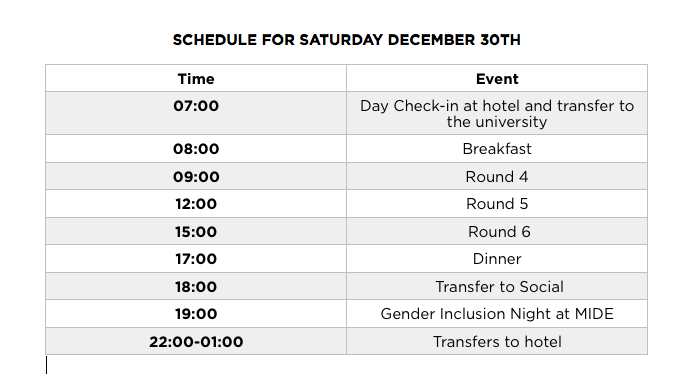 SCHEDULE FOR SATURDAY DECEMBER 30TH
Time Event
07:00 Day Check-in at hotel and transfer to
the university
08:00 Breakfast
09:00 Round 4
12:00 Round 5
15:00 Round 6
17:00 Dinner
18:00 Transfer to Social
19:00 Gender Inclusion Night at MIDE
22:00-01:00 Transfers to hotel